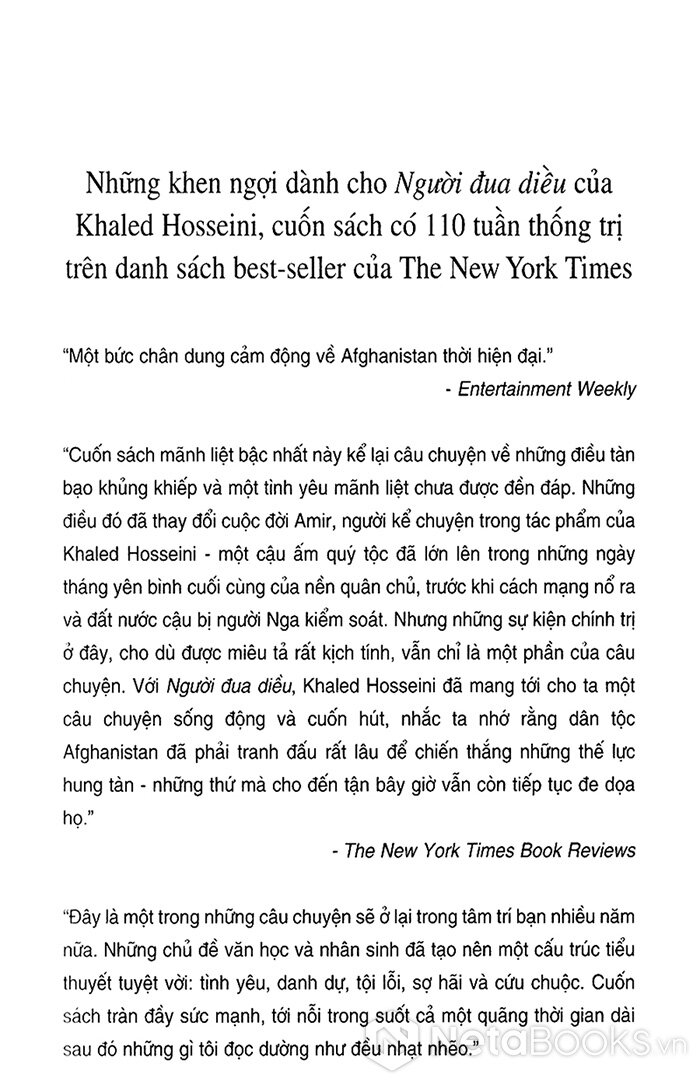 Những khen ngợi dành cho Người đua diều của
Khaled Hosseini, cuốn sách có 110 tuần thống trị
trên danh sách best-seller của The New York Times
“Một bức chân dung cảm động về Afghanistan thời hiện đại.”
- Entertainment Weekly
“Cuốn sách mãnh liệt bậc nhất này kể lại câu chuyện về những điều tàn
bạo khủng khiếp và một tình yêu mãnh liệt chưa được đền đáp. Những
điều đó đã thay đổi cuộc đời Amir, người kể chuyện trong tác phẩm của
Khaled Hosseini - một cậu ấm quý tộc đã lớn lên trong những ngày
tháng yên bình cuối cùng của nền quân chủ, trước khi cách mạng nổ ra
và đất nước cậu bị người Nga kiểm soát. Nhưng những sự kiện chính trị
ở đây, cho dù được miêu tả rất kịch tính, vẫn chỉ là một phần của câu
chuyện. Với Người đua diều, Khaled Hosseini đã mang tới cho ta một
câu chuyện sống động và cuốn hút, nhắc ta nhớ rằng dân tộc
Afghanistan đã phải tranh đấu rất lâu để chiến thắng những thế lực
hung tàn - những thứ mà cho đến tận bây giờ vẫn còn tiếp tục đe dọa
họ.”
- The New York Times Book Reviews
“Đây là một trong những câu chuyện sẽ ở lại trong tâm trí bạn nhiều năm
nữa. Những chủ đề văn học và nhân sinh đã tạo nên một cấu trúc tiểu
thuyết tuyệt vời: tình yêu, danh dự, tội lỗi, sợ hãi và cứu chuộc. Cuốn
sách tràn đầy sức mạnh, tới nỗi trong suốt cả một quãng thời gian dài
sau đó những gì tôi đọc dường như đều nhạt nhẽo.”
NetaBooks.vn